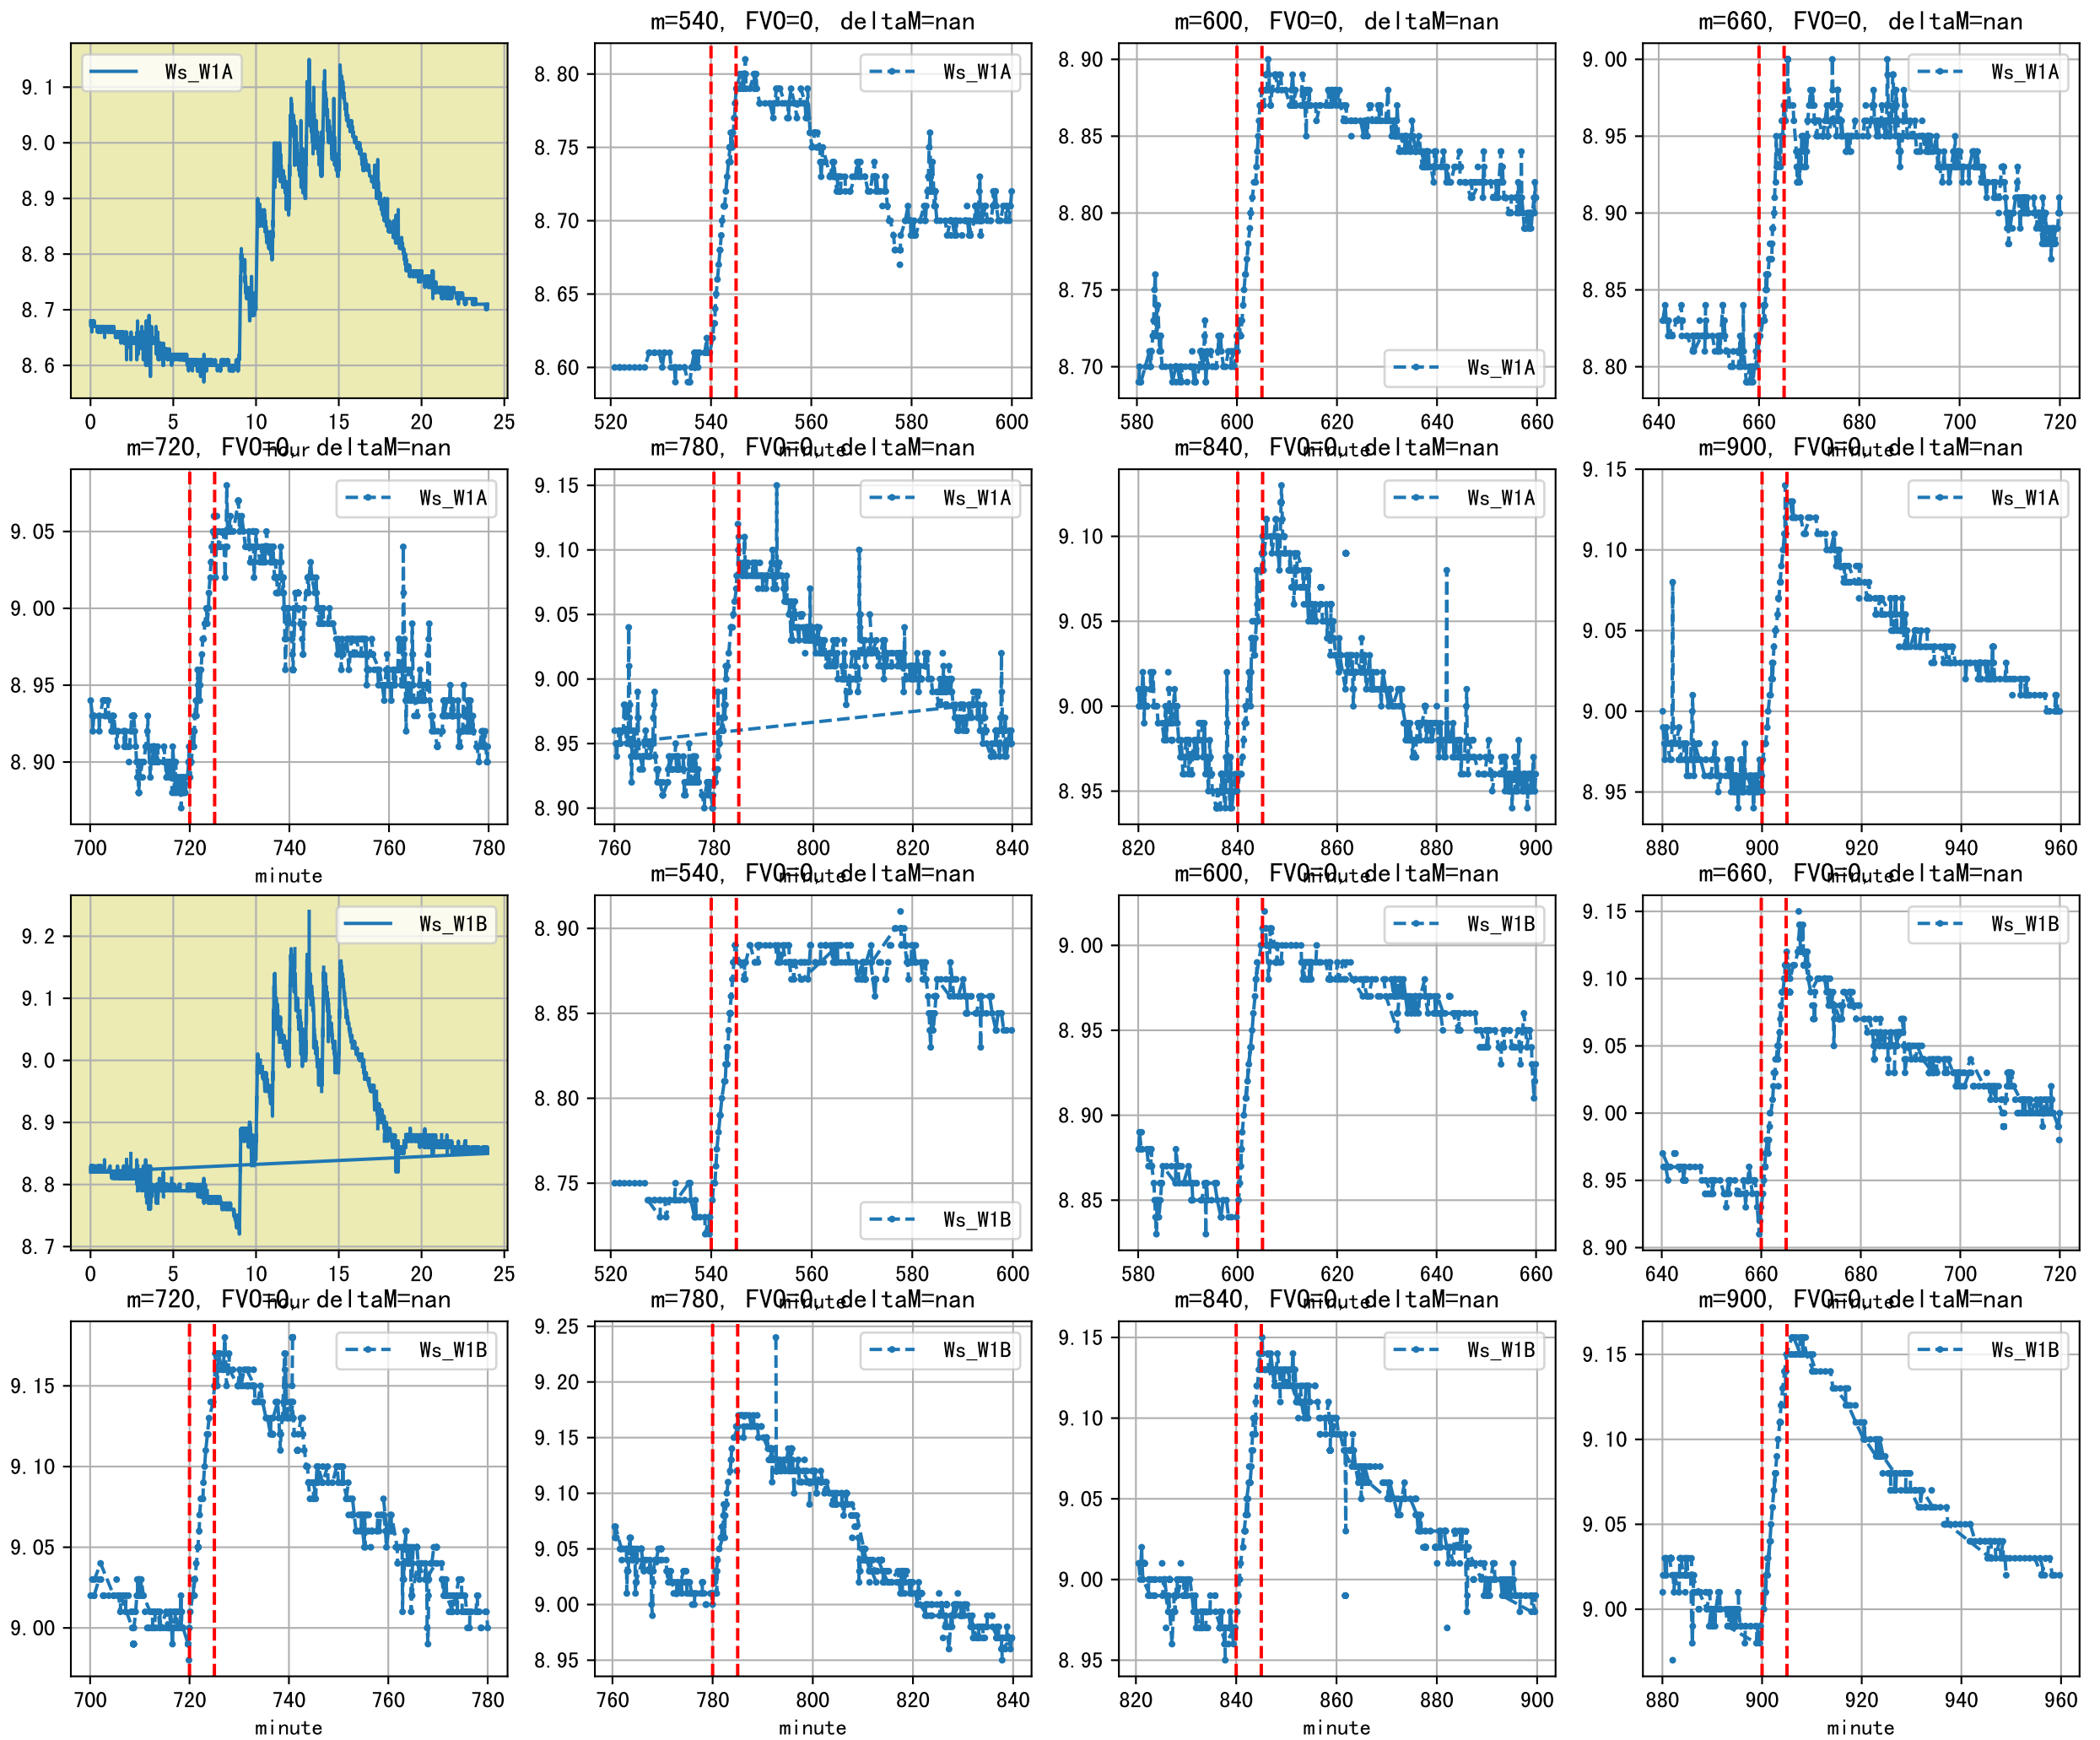 Ws_W1A
9.1
9.0
8.9
8.8
8.7
8.6
0 5 10 15 20 25
hour
m=540, FVO=0, deltaM=nan
Ws_W1A
8.80
8.75
8.70
8.65
8.60
520 540 560 580 600
minute
m=600, FVO=0, deltaM=nan
8.90
8.85
8.80
8.75
8.70
Ws_W1A
580 600 620 640 660
minute
m=660, FVO=0, deltaM=nan
Ws_W1A
9.00
8.95
8.90
8.85
8.80
640 660 680 700 720
minute
m=720, FVO=0, deltaM=nan
Ws_W1A
9.05
9.00
8.95
8.90
700 720 740 760 780
minute
m=780, FVO=0, deltaM=nan
Ws_W1A
9.15
9.10
9.05
9.00
8.95
8.90
760 780 800 820 840
minute
m=840, FVO=0, deltaM=nan
Ws_W1A
9.10
9.05
9.00
8.95
820 840 860 880 900
minute
m=900, FVO=0, deltaM=nan
Ws_W1A
9.15
9.10
9.05
9.00
8.95
880 900 920 940 960
minute
Ws_W1B
9.2
9.1
9.0
8.9
8.8
8.7
0 5 10 15 20 25
hour
m=540, FVO=0, deltaM=nan
8.90
8.85
8.80
8.75
Ws_W1B
520 540 560 580 600
minute
m=600, FVO=0, deltaM=nan
Ws_W1B
9.00
8.95
8.90
8.85
580 600 620 640 660
minute
m=660, FVO=0, deltaM=nan
Ws_W1B
9.15
9.10
9.05
9.00
8.95
8.90
640 660 680 700 720
minute
m=720, FVO=0, deltaM=nan
Ws_W1B
9.15
9.10
9.05
9.00
700 720 740 760 780
minute
m=780, FVO=0, deltaM=nan
Ws_W1B
9.25
9.20
9.15
9.10
9.05
9.00
8.95
760 780 800 820 840
minute
m=840, FVO=0, deltaM=nan
Ws_W1B
9.15
9.10
9.05
9.00
8.95
820 840 860 880 900
minute
m=900, FVO=0, deltaM=nan
Ws_W1B
9.15
9.10
9.05
9.00
880 900 920 940 960
minute